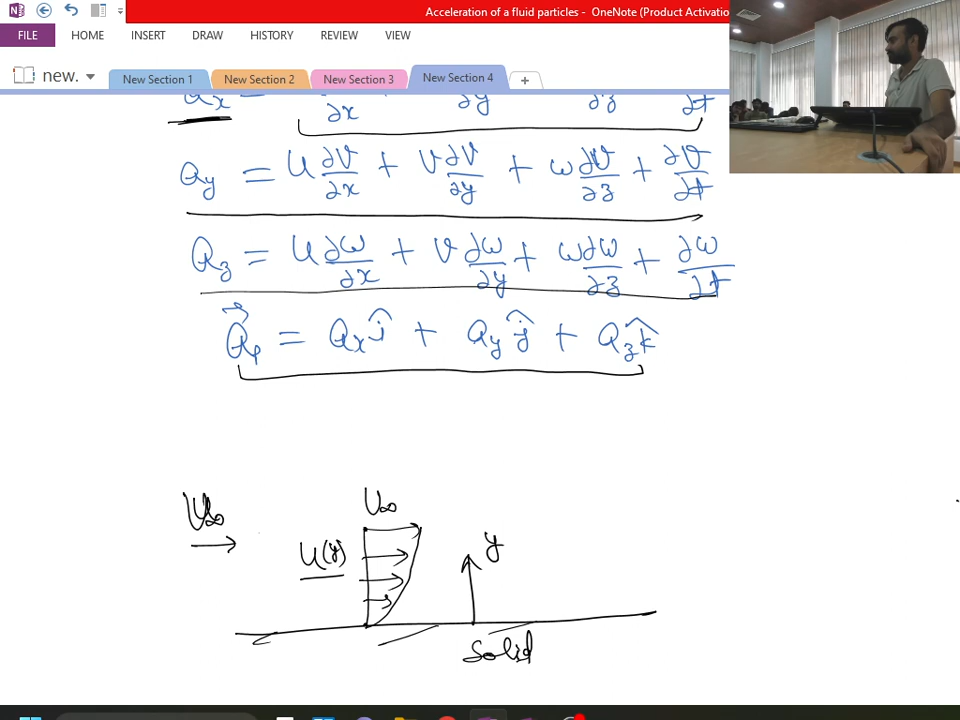 Acceleration of a fluid particles - OneNote (Product Activatio
FILE HOME INSERT DRAW HISTORY REVIEW VIEW
new. New Section 1 New Section 2 New Section 3 New Section 4 +
ax = ∂x ∂y ∂z ∂t
ay = u ∂v/∂x + v ∂v/∂y + w ∂v/∂z + ∂v/∂t
az = u ∂w/∂x + v ∂w/∂y + w ∂w/∂z + ∂w/∂t
a⃗p = ax î + ay ĵ + az k̂
U∞ U∞
u(y) y
Solid